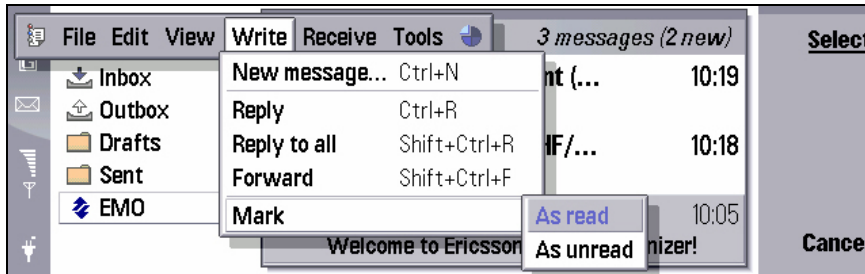 File Edit View Write Receive Tools 3 messages (2 new) Select
Inbox New message... Ctrl+N nt (... 10:19
Outbox Reply Ctrl+R
Drafts Reply to all Shift+Ctrl+R HF/... 10:18
Sent Forward Shift+Ctrl+F
EMO Mark As read 10:05
Welcome to Ericsson As unread nizer! Cance